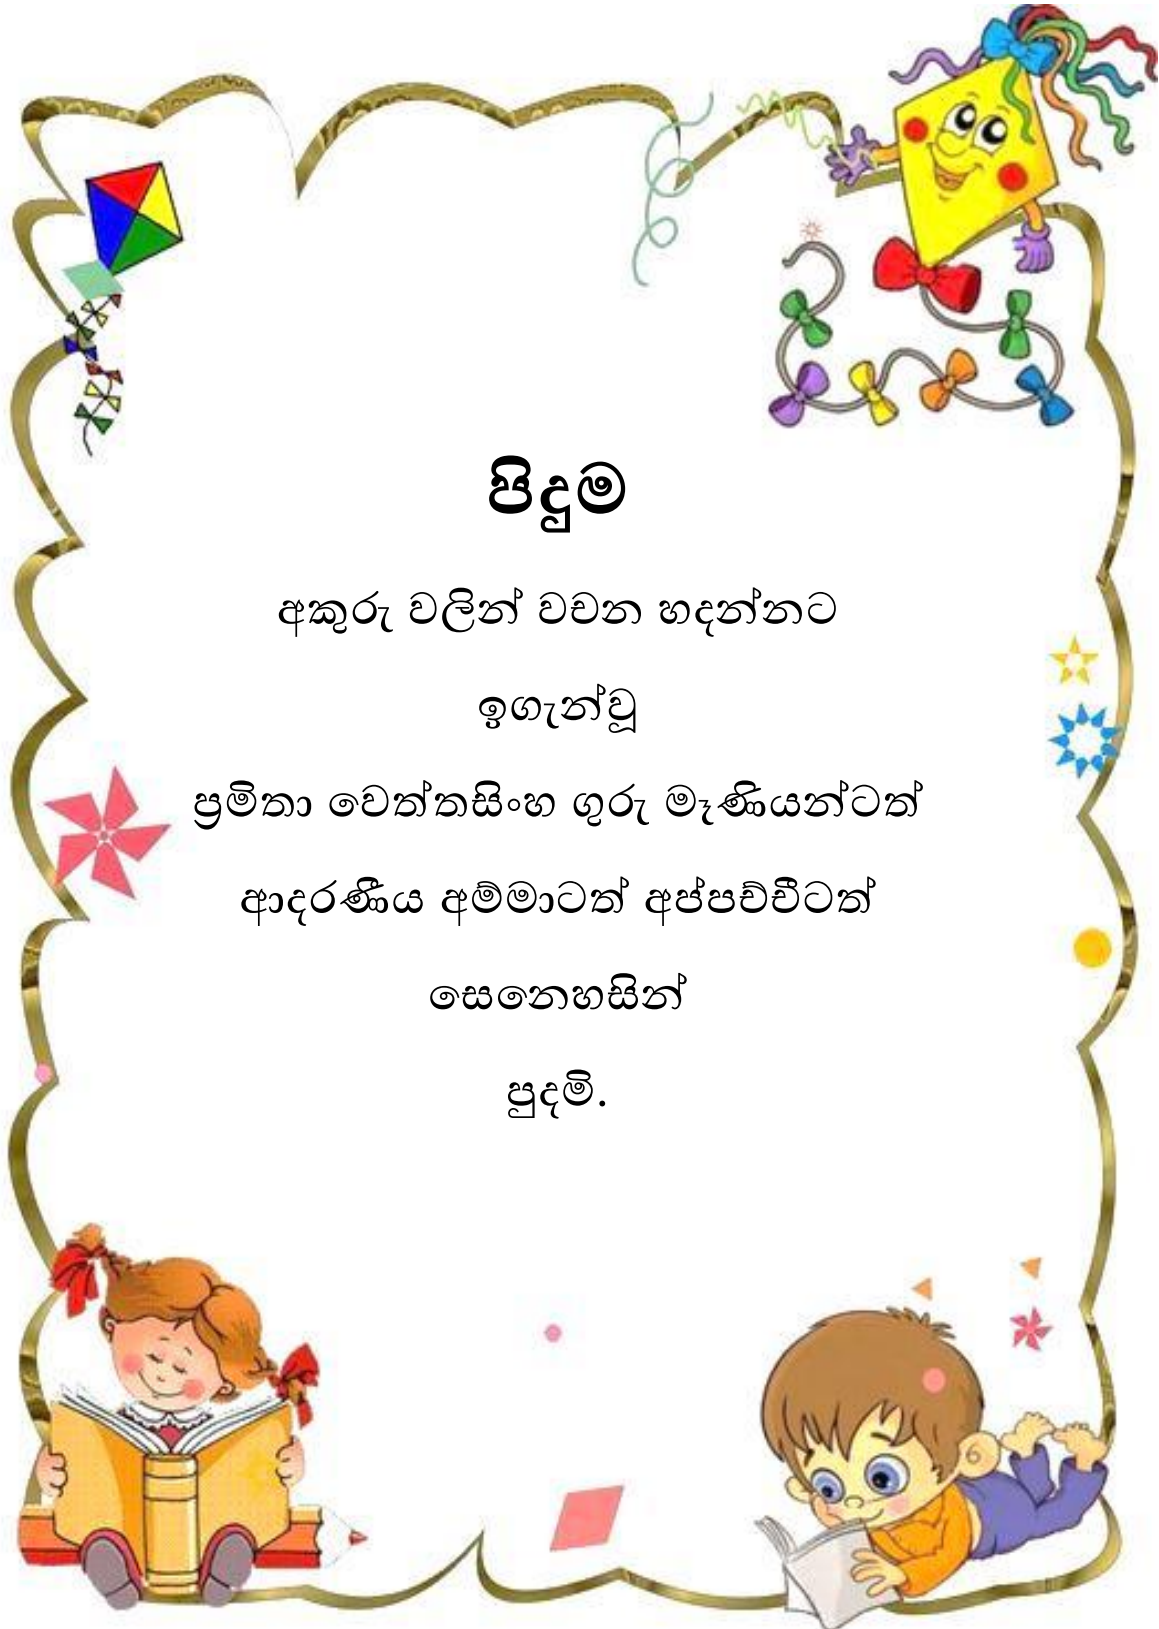 පිදුම
අකුරු වලින් වචන හදන්නට
ඉගැන්වූ
ප්‍රමිතා වෙත්තසිංහ ගුරු මෑණියන්ටත්
ආදරණීය අම්මාටත් අප්පච්චීටත්
සෙනෙහසින්
පුදමි.